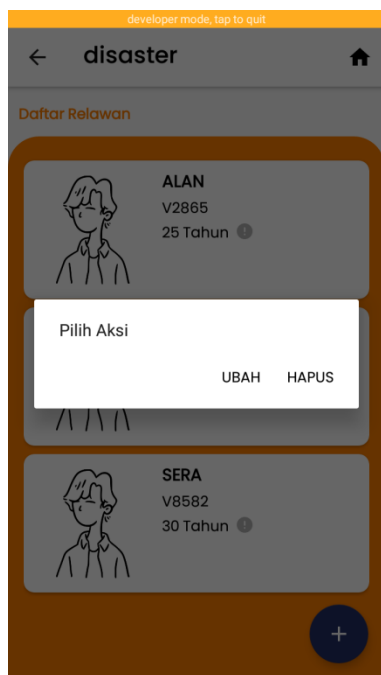 developer mode, tap to quit
disaster
Daftar Relawan
ALAN
V2865
25 Tahun
Pilih Aksi
UBAH HAPUS
SERA
V8582
30 Tahun